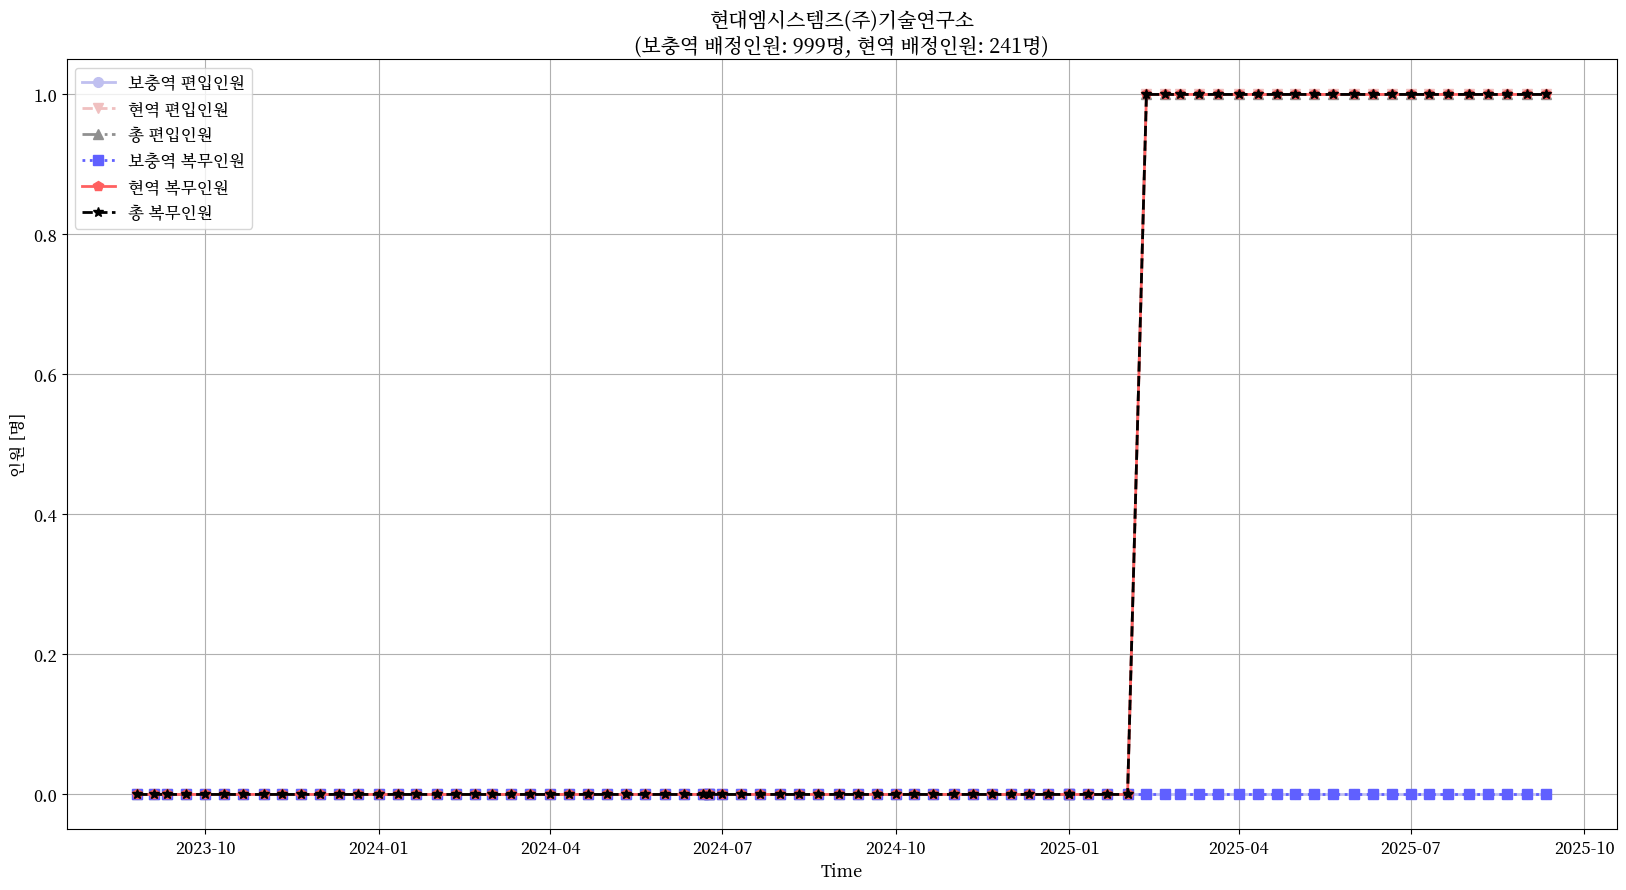 현대엠시스템즈(주)기술연구소
(보충역 배정인원: 999명, 현역 배정인원: 241명)
보충역 편입인원
현역 편입인원
총 편입인원
보충역 복무인원
현역 복무인원
총 복무인원
1.0
0.8
0.6
0.4
0.2
0.0
인원 [명]
2023-10
2024-01
2024-04
2024-07
2024-10
2025-01
2025-04
2025-07
2025-10
Time